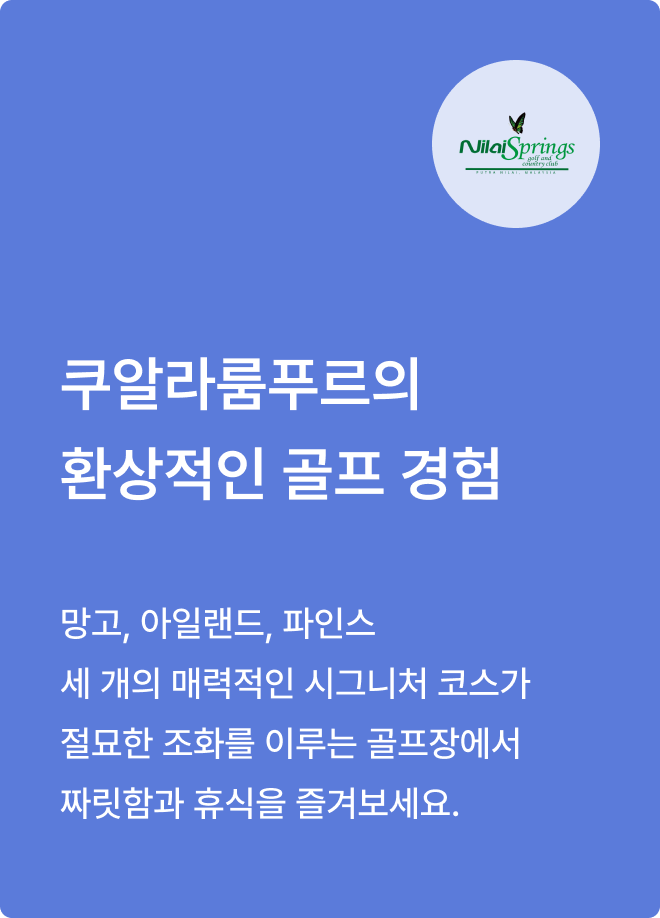 NilaiSprings
golf and
country club
PUTRA NILAI, MALAYSIA
쿠알라룸푸르의
환상적인 골프 경험
망고, 아일랜드, 파인스
세 개의 매력적인 시그니처 코스가
절묘한 조화를 이루는 골프장에서
짜릿함과 휴식을 즐겨보세요.